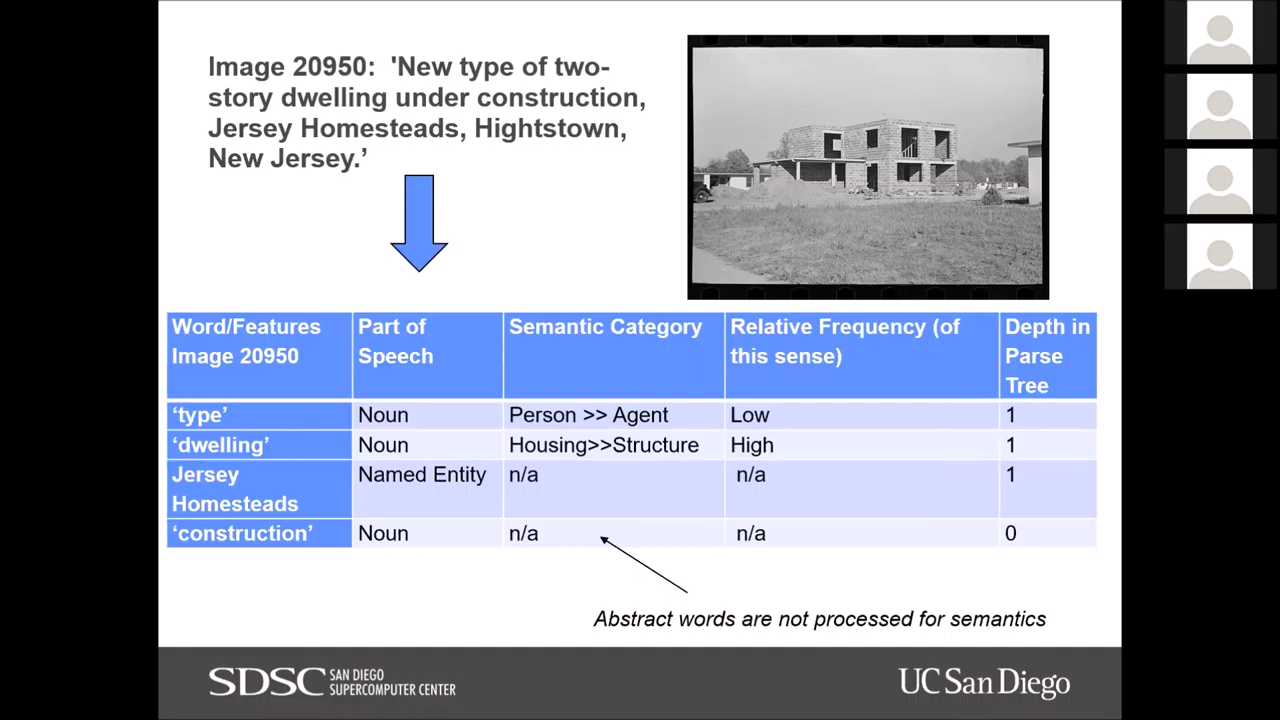 Image 20950:  'New type of two-
story dwelling under construction,
Jersey Homesteads, Hightstown,
New Jersey.’
Word/Features
Image 20950
Part of
Speech
Semantic Category
Relative Frequency (of
this sense)
Depth in
Parse
Tree
‘type’ Noun Person >> Agent Low 1
‘dwelling’ Noun Housing>>Structure High 1
Jersey
Homesteads
Named Entity n/a n/a 1
‘construction’ Noun n/a n/a 0
Abstract words are not processed for semantics
SDSC SAN DIEGO
SUPERCOMPUTER CENTER
UC San Diego